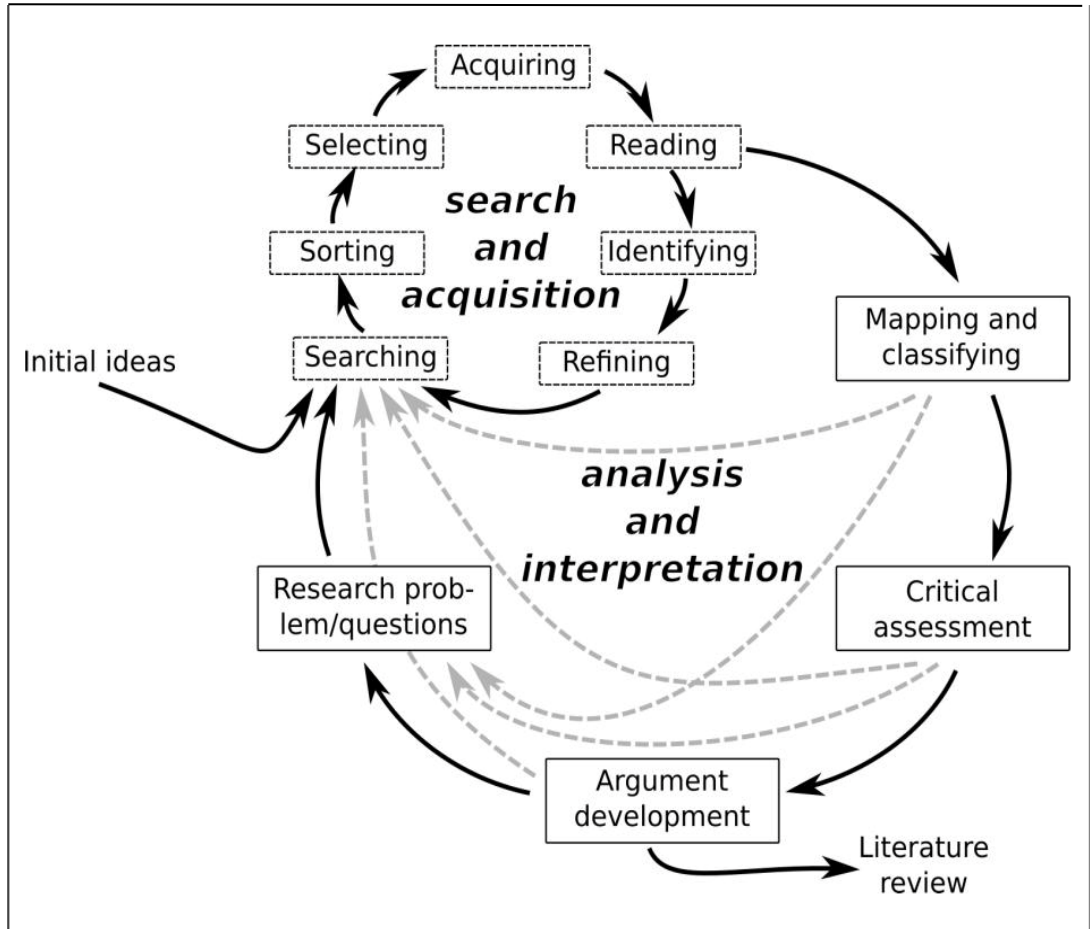 Acquiring
Selecting
Reading
search
and
acquisition
Sorting
Identifying
Searching
Refining
Initial ideas
Mapping and
classifying
analysis
and
interpretation
Research prob-
lem/questions
Critical
assessment
Argument
development
Literature
review